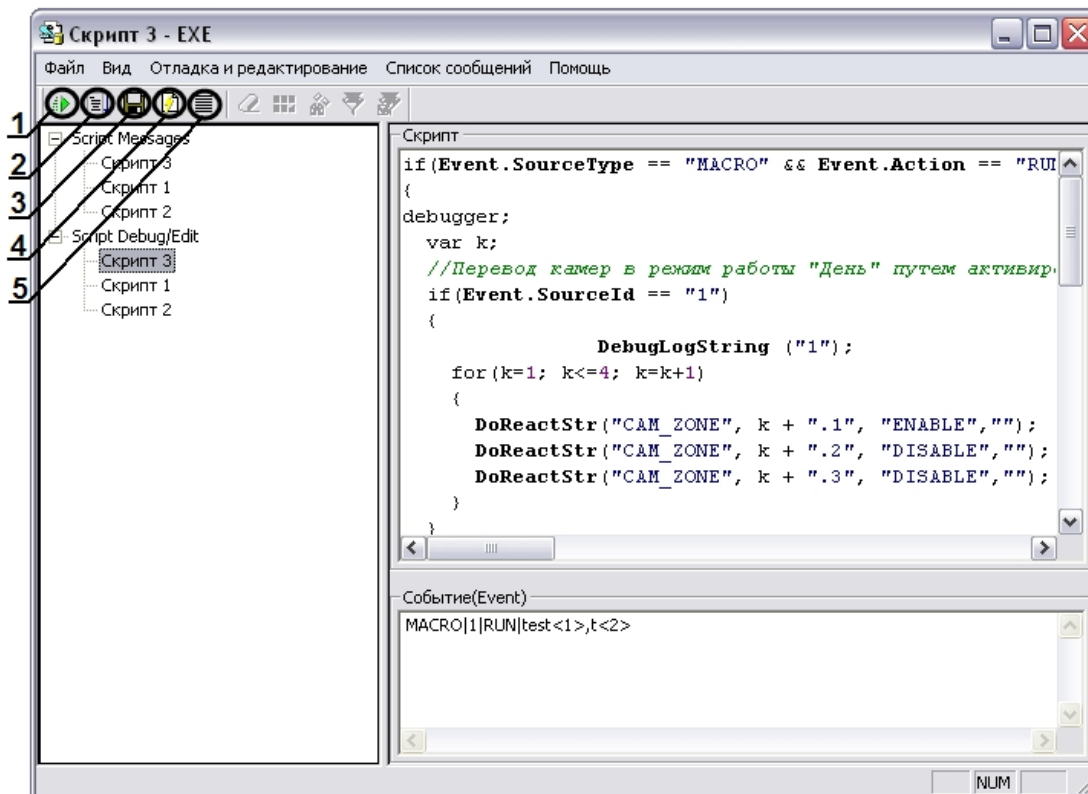 Скрипт 3 - EXE
Файл Вид Отладка и редактирование Список сообщений Помощь
1
2
3
4
5
Script Messages
Скрипт 3
Скрипт 1
Скрипт 2
Script Debug/Edit
Скрипт 3
Скрипт 1
Скрипт 2
Скрипт
if(Event.SourceType == "MACRO" && Event.Action == "RUN
{
debugger;
var k;
//Перевод камер в режим работы "День" путем активир
if(Event.SourceId == "1")
{
DebugLogString ("1");
for(k=1; k<=4; k=k+1)
{
DoReactStr("CAM_ZONE", k + ".1", "ENABLE","");
DoReactStr("CAM_ZONE", k + ".2", "DISABLE","");
DoReactStr("CAM_ZONE", k + ".3", "DISABLE","");
}
}
Событие(Event)
MACRO|1|RUN|test<1>,t<2>
NUM